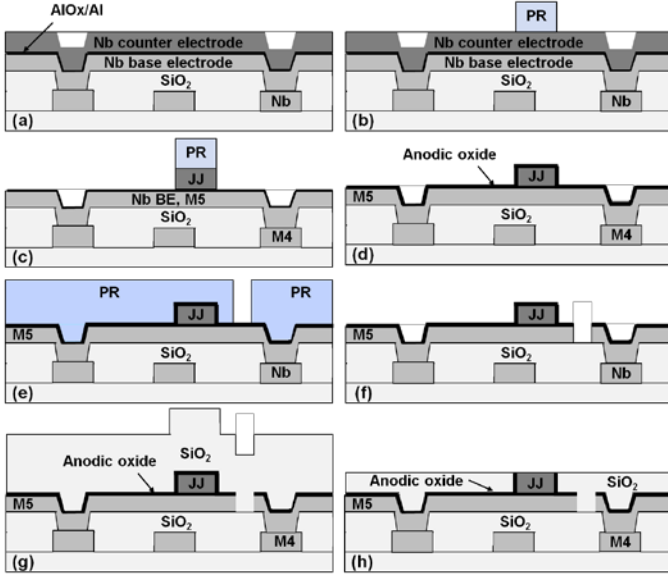 AlOx/Al
Nb counter electrode
Nb base electrode
SiO2
Nb
(a)
PR
Nb counter electrode
Nb base electrode
SiO2
Nb
(b)
PR
JJ
Nb BE, M5
SiO2
M4
(c)
Anodic oxide
JJ
M5
SiO2
M4
(d)
PR
PR
JJ
M5
SiO2
Nb
(e)
JJ
M5
SiO2
Nb
(f)
SiO2
Anodic oxide
JJ
M5
SiO2
M4
(g)
Anodic oxide
SiO2
JJ
M5
SiO2
M4
(h)